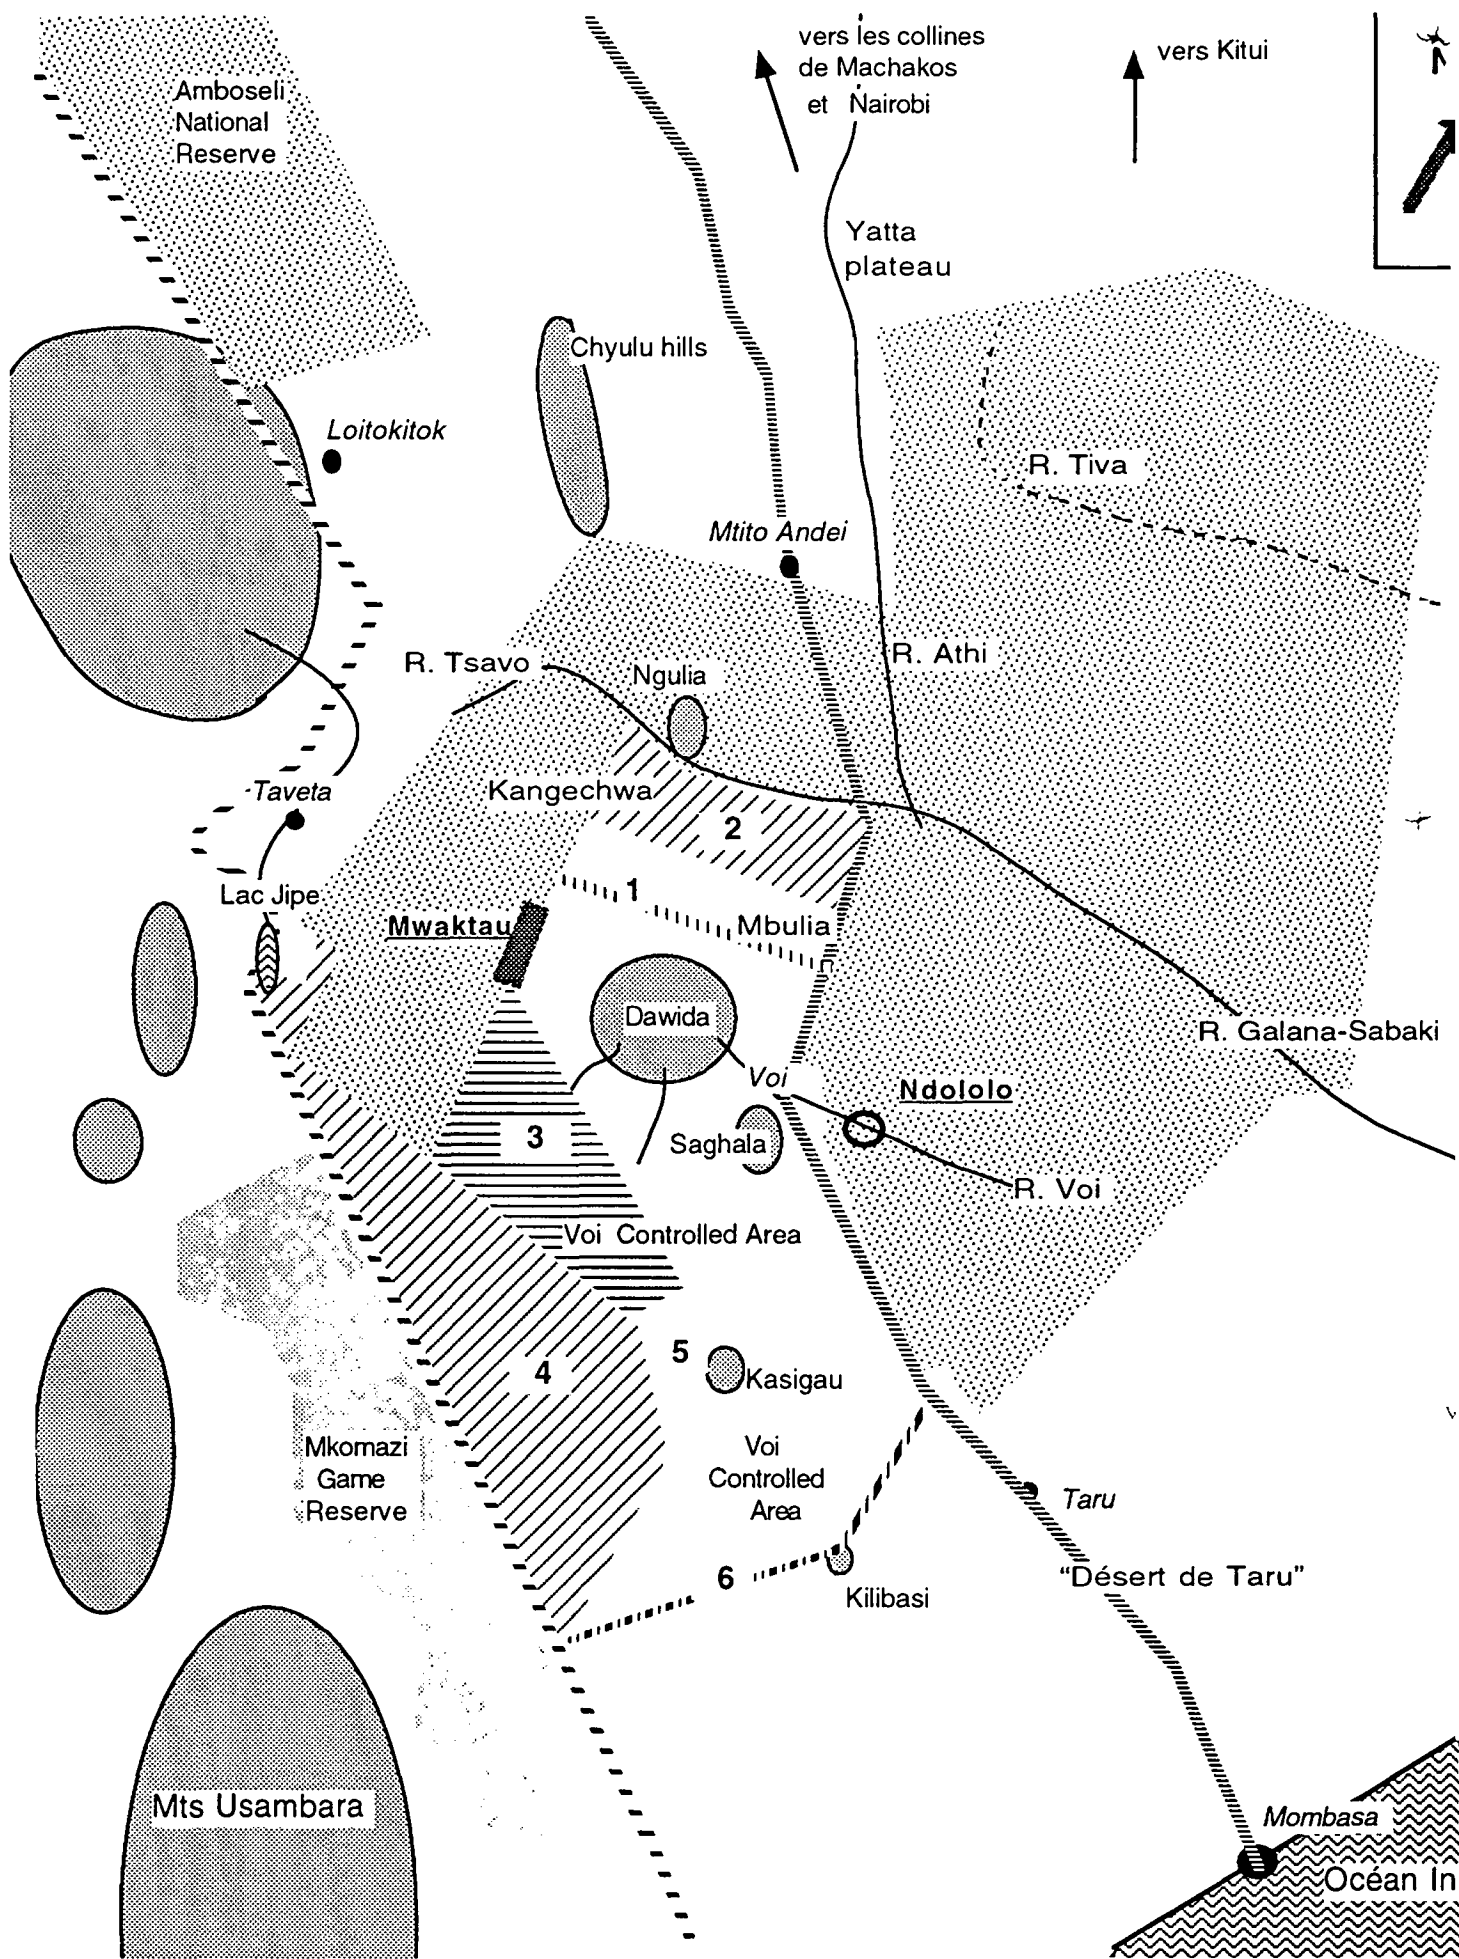 vers les collines
de Machakos
et Nairobi
vers Kitui
N
Amboseli
National
Reserve
Yatta
plateau
Chyulu hills
Loitokitok
R. Tiva
Mtito Andei
R. Athi
R. Tsavo
Ngulia
Kangechwa
Taveta
2
Lac Jipe
1
Mwaktau
Mbulia
Dawida
R. Galana-Sabaki
Voi
Ndololo
3
Saghala
R. Voi
Voi Controlled Area
5
4
Kasigau
Mkomazi
Game
Reserve
Voi
Controlled
Area
Taru
"Désert de Taru"
6
Kilibasi
Mts Usambara
Mombasa
Océan In